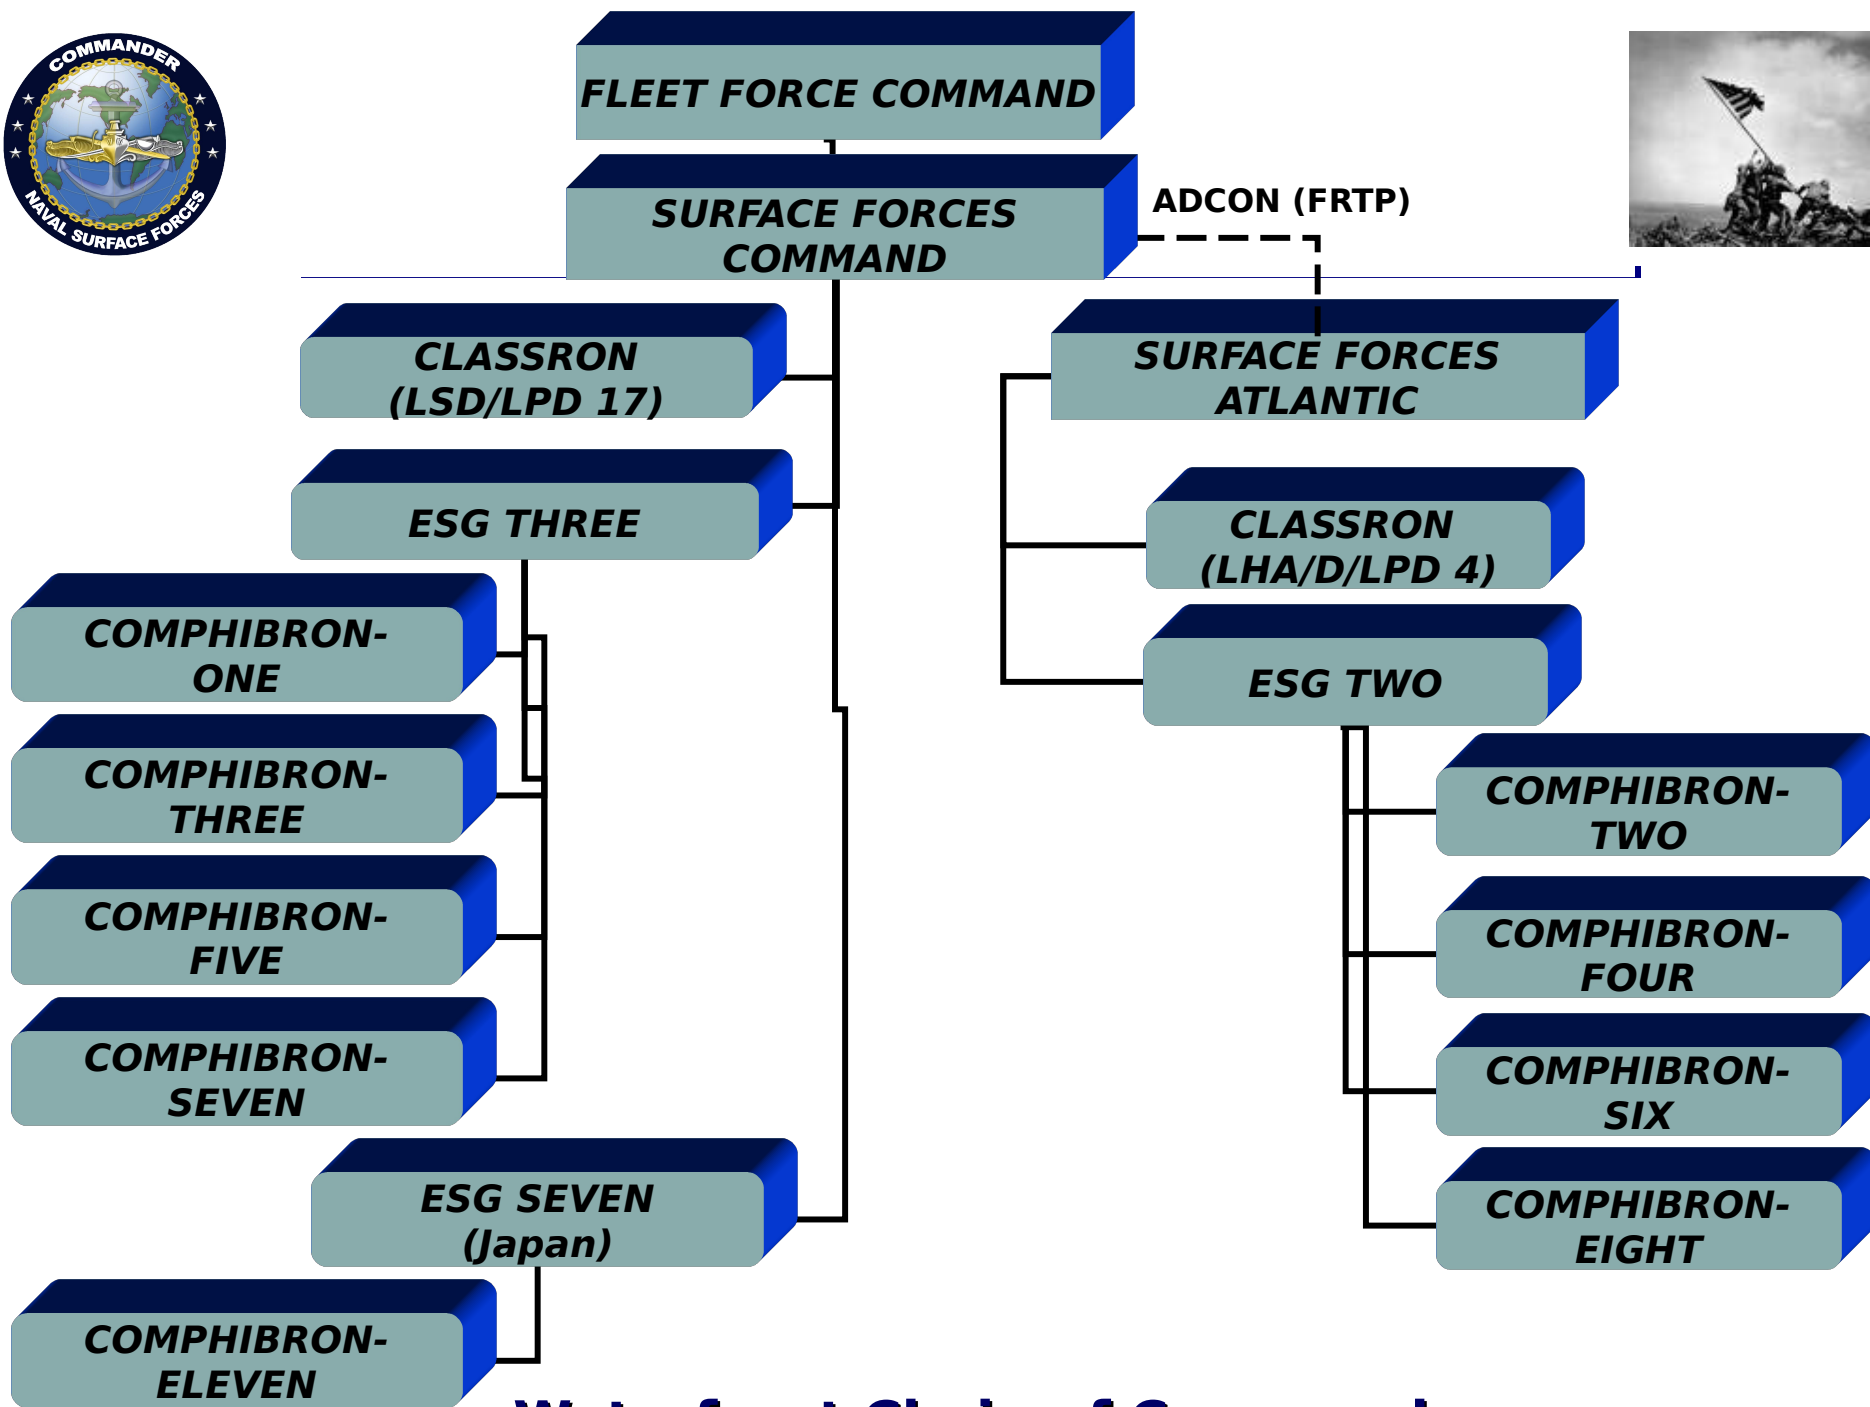 COMMANDER
NAVAL SURFACE FORCES
FLEET FORCE COMMAND
SURFACE FORCES
COMMAND
ADCON (FRTP)
CLASSRON
(LSD/LPD 17)
SURFACE FORCES
ATLANTIC
ESG THREE
CLASSRON
(LHA/D/LPD 4)
COMPHIBRON-
ONE
ESG TWO
COMPHIBRON-
THREE
COMPHIBRON-
TWO
COMPHIBRON-
FIVE
COMPHIBRON-
FOUR
COMPHIBRON-
SEVEN
COMPHIBRON-
SIX
ESG SEVEN
(Japan)
COMPHIBRON-
EIGHT
COMPHIBRON-
ELEVEN